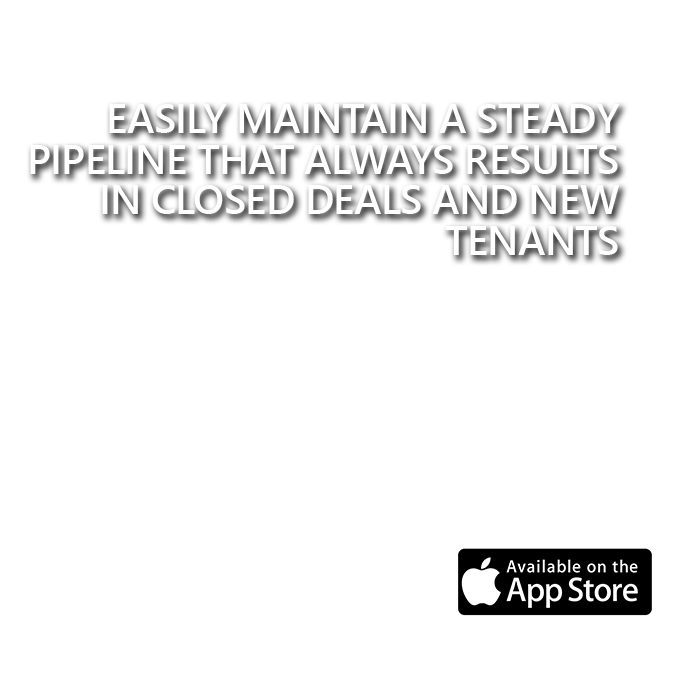 EASILY MAINTAIN A STEADY
PIPELINE THAT ALWAYS RESULTS
IN CLOSED DEALS AND NEW
TENANTS
Available on the
App Store